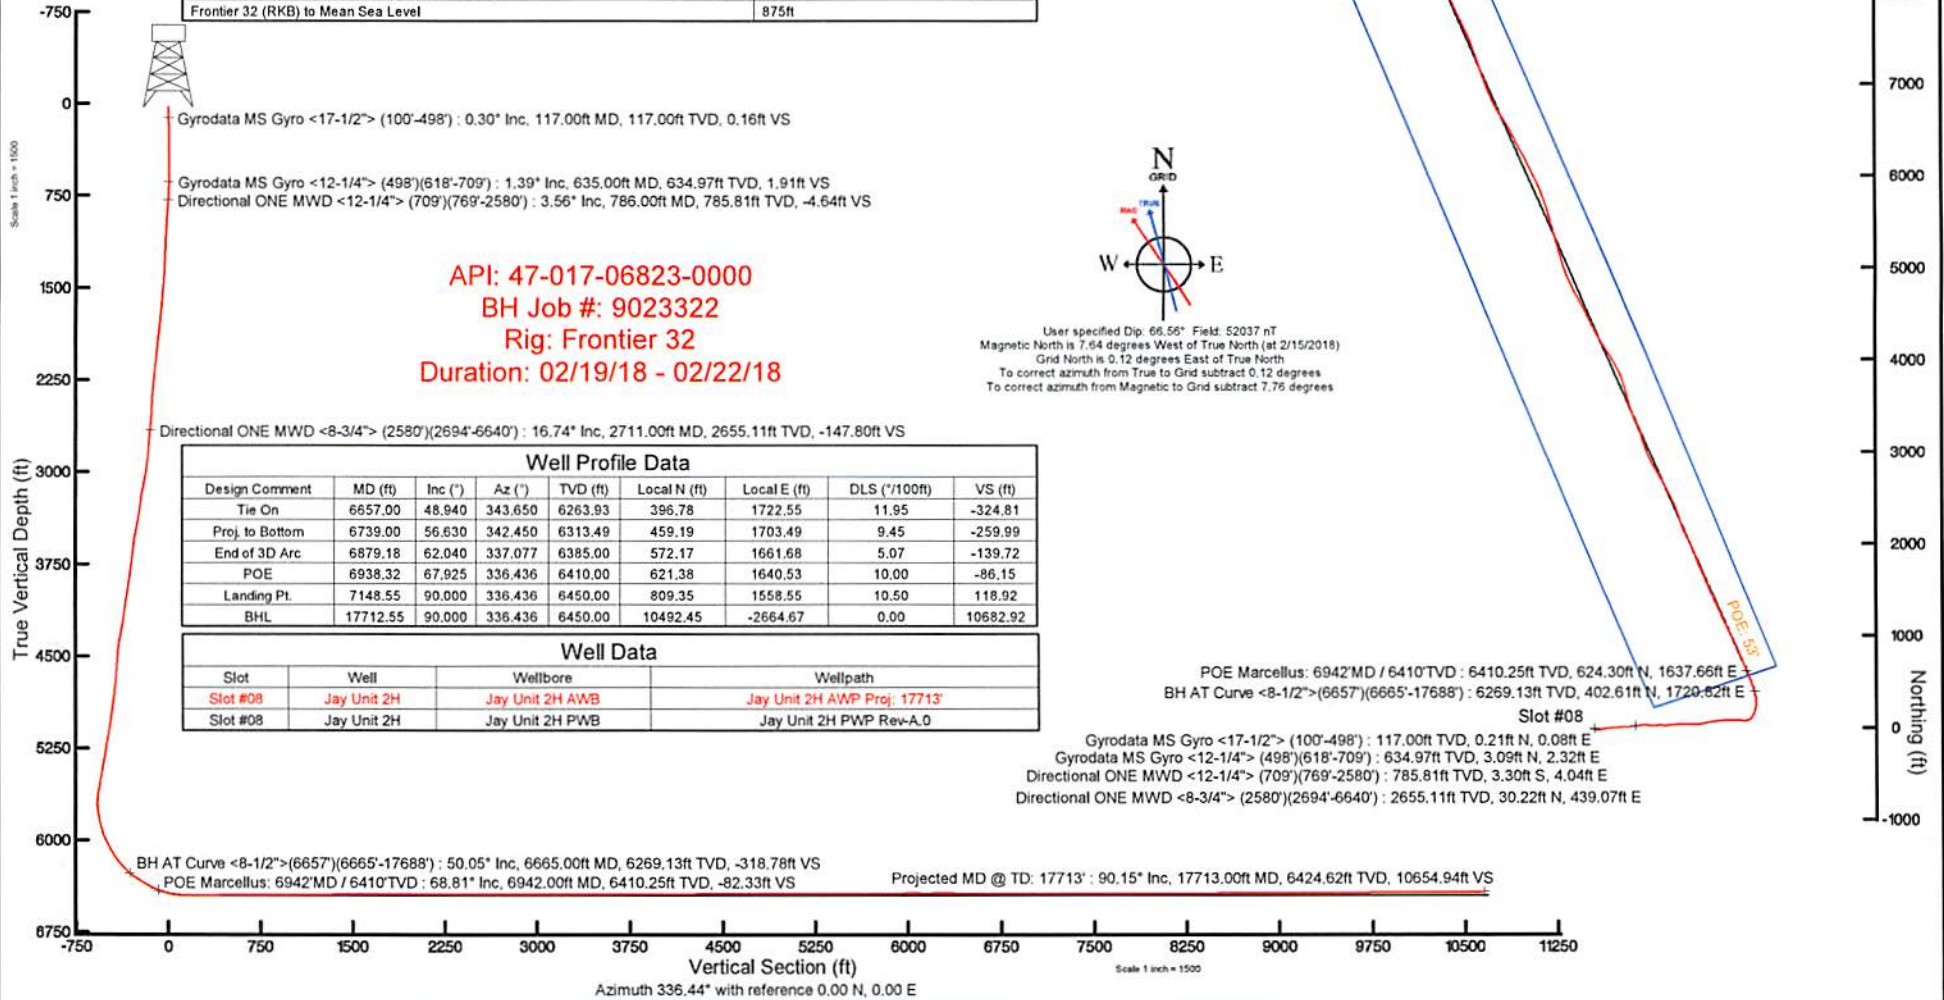 Frontier 32 (RKB) to Mean Sea Level 875ft
-750
0
750
1500
2250
3000
3750
4500
5250
6000
6750
True Vertical Depth (ft)
Scale 1 inch = 1500
Gyrodata MS Gyro <17-1/2"> (100'-498') : 0.30° Inc, 117.00ft MD, 117.00ft TVD, 0.16ft VS
Gyrodata MS Gyro <12-1/4"> (498')(618'-709') : 1.39° Inc, 635.00ft MD, 634.97ft TVD, 1.91ft VS
Directional ONE MWD <12-1/4"> (709')(769'-2580') : 3.56° Inc, 786.00ft MD, 785.81ft TVD, -4.64ft VS
API: 47-017-06823-0000
BH Job #: 9023322
Rig: Frontier 32
Duration: 02/19/18 - 02/22/18
N
GRID
TRUE
MAG
W E
User specified Dip: 66.56° Field: 52037 nT
Magnetic North is 7.64 degrees West of True North (at 2/15/2018)
Grid North is 0.12 degrees East of True North
To correct azimuth from True to Grid subtract 0.12 degrees
To correct azimuth from Magnetic to Grid subtract 7.76 degrees
Directional ONE MWD <8-3/4"> (2580')(2694'-6640') : 16.74° Inc, 2711.00ft MD, 2655.11ft TVD, -147.80ft VS
Well Profile Data
Design Comment MD (ft) Inc (°) Az (°) TVD (ft) Local N (ft) Local E (ft) DLS (°/100ft) VS (ft)
Tie On 6657.00 48.940 343.650 6263.93 396.78 1722.55 11.95 -324.81
Proj. to Bottom 6739.00 56.630 342.450 6313.49 459.19 1703.49 9.45 -259.99
End of 3D Arc 6879.18 62.040 337.077 6385.00 572.17 1661.68 5.07 -139.72
POE 6938.32 67.925 336.436 6410.00 621.38 1640.53 10.00 -86.15
Landing Pt. 7148.55 90.000 336.436 6450.00 809.35 1558.55 10.50 118.92
BHL 17712.55 90.000 336.436 6450.00 10492.45 -2664.67 0.00 10682.92
Well Data
Slot Well Wellbore Wellpath
Slot #08 Jay Unit 2H Jay Unit 2H AWB Jay Unit 2H AWP Proj: 17713'
Slot #08 Jay Unit 2H Jay Unit 2H PWB Jay Unit 2H PWP Rev-A.0
POE: 53'
POE Marcellus: 6942'MD / 6410'TVD : 6410.25ft TVD, 624.30ft N, 1637.66ft E
BH AT Curve <8-1/2">(6657')(6665'-17688') : 6269.13ft TVD, 402.61ft N, 1720.82ft E
Slot #08
Gyrodata MS Gyro <17-1/2"> (100'-498') : 117.00ft TVD, 0.21ft N, 0.08ft E
Gyrodata MS Gyro <12-1/4"> (498')(618'-709') : 634.97ft TVD, 3.09ft N, 2.32ft E
Directional ONE MWD <12-1/4"> (709')(769'-2580') : 785.81ft TVD, 3.30ft S, 4.04ft E
Directional ONE MWD <8-3/4"> (2580')(2694'-6640') : 2655.11ft TVD, 30.22ft N, 439.07ft E
7000
6000
5000
4000
3000
2000
1000
0
-1000
Northing (ft)
BH AT Curve <8-1/2">(6657')(6665'-17688') : 50.05° Inc, 6665.00ft MD, 6269.13ft TVD, -318.78ft VS
POE Marcellus: 6942'MD / 6410'TVD : 68.81° Inc, 6942.00ft MD, 6410.25ft TVD, -82.33ft VS
Projected MD @ TD: 17713' : 90.15° Inc, 17713.00ft MD, 6424.62ft TVD, 10654.94ft VS
-750 0 750 1500 2250 3000 3750 4500 5250 6000 6750 7500 8250 9000 9750 10500 11250
Vertical Section (ft)
Scale 1 inch = 1500
Azimuth 336.44° with reference 0.00 N, 0.00 E